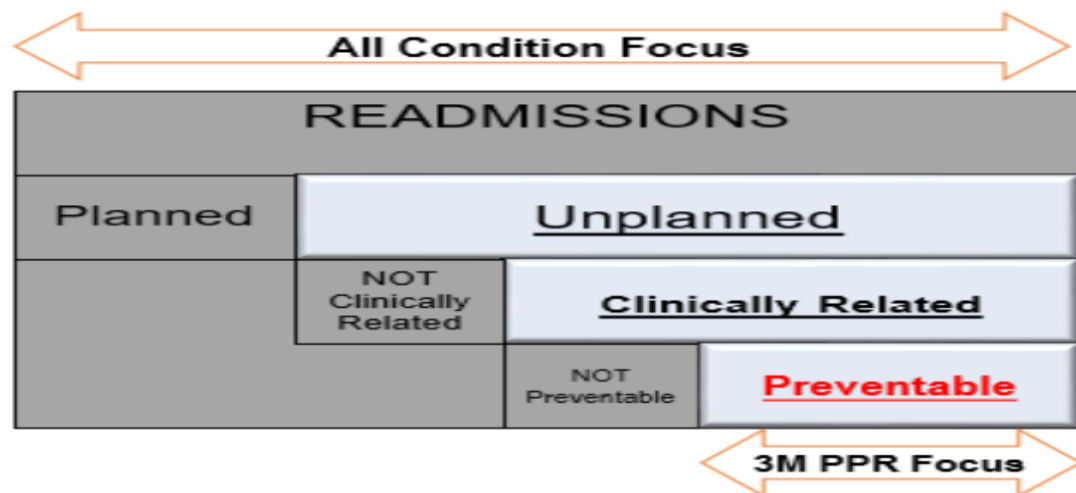 All Condition Focus
READMISSIONS
Planned
Unplanned
NOT
Clinically
Related
Clinically Related
NOT
Preventable
Preventable
3M PPR Focus